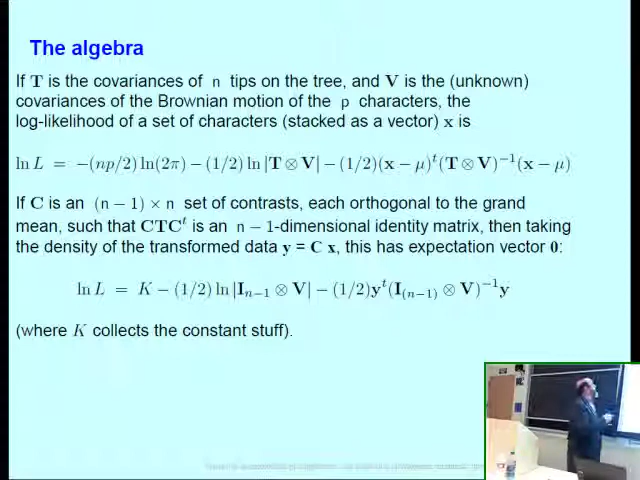 The algebra
If T is the covariances of n tips on the tree, and V is the (unknown)
covariances of the Brownian motion of the p characters, the
log-likelihood of a set of characters (stacked as a vector) x is
ln L = −(np/2) ln(2π) − (1/2) ln |T ⊗ V| − (1/2)(x − μ)ᵗ(T ⊗ V)⁻¹(x − μ)
If C is an (n − 1) × n set of contrasts, each orthogonal to the grand
mean, such that CTCᵗ is an n − 1-dimensional identity matrix, then taking
the density of the transformed data y = C x, this has expectation vector 0:
ln L = K − (1/2) ln |Iₙ₋₁ ⊗ V| − (1/2)yᵗ(I₍ₙ₋₁₎ ⊗ V)⁻¹y
(where K collects the constant stuff).